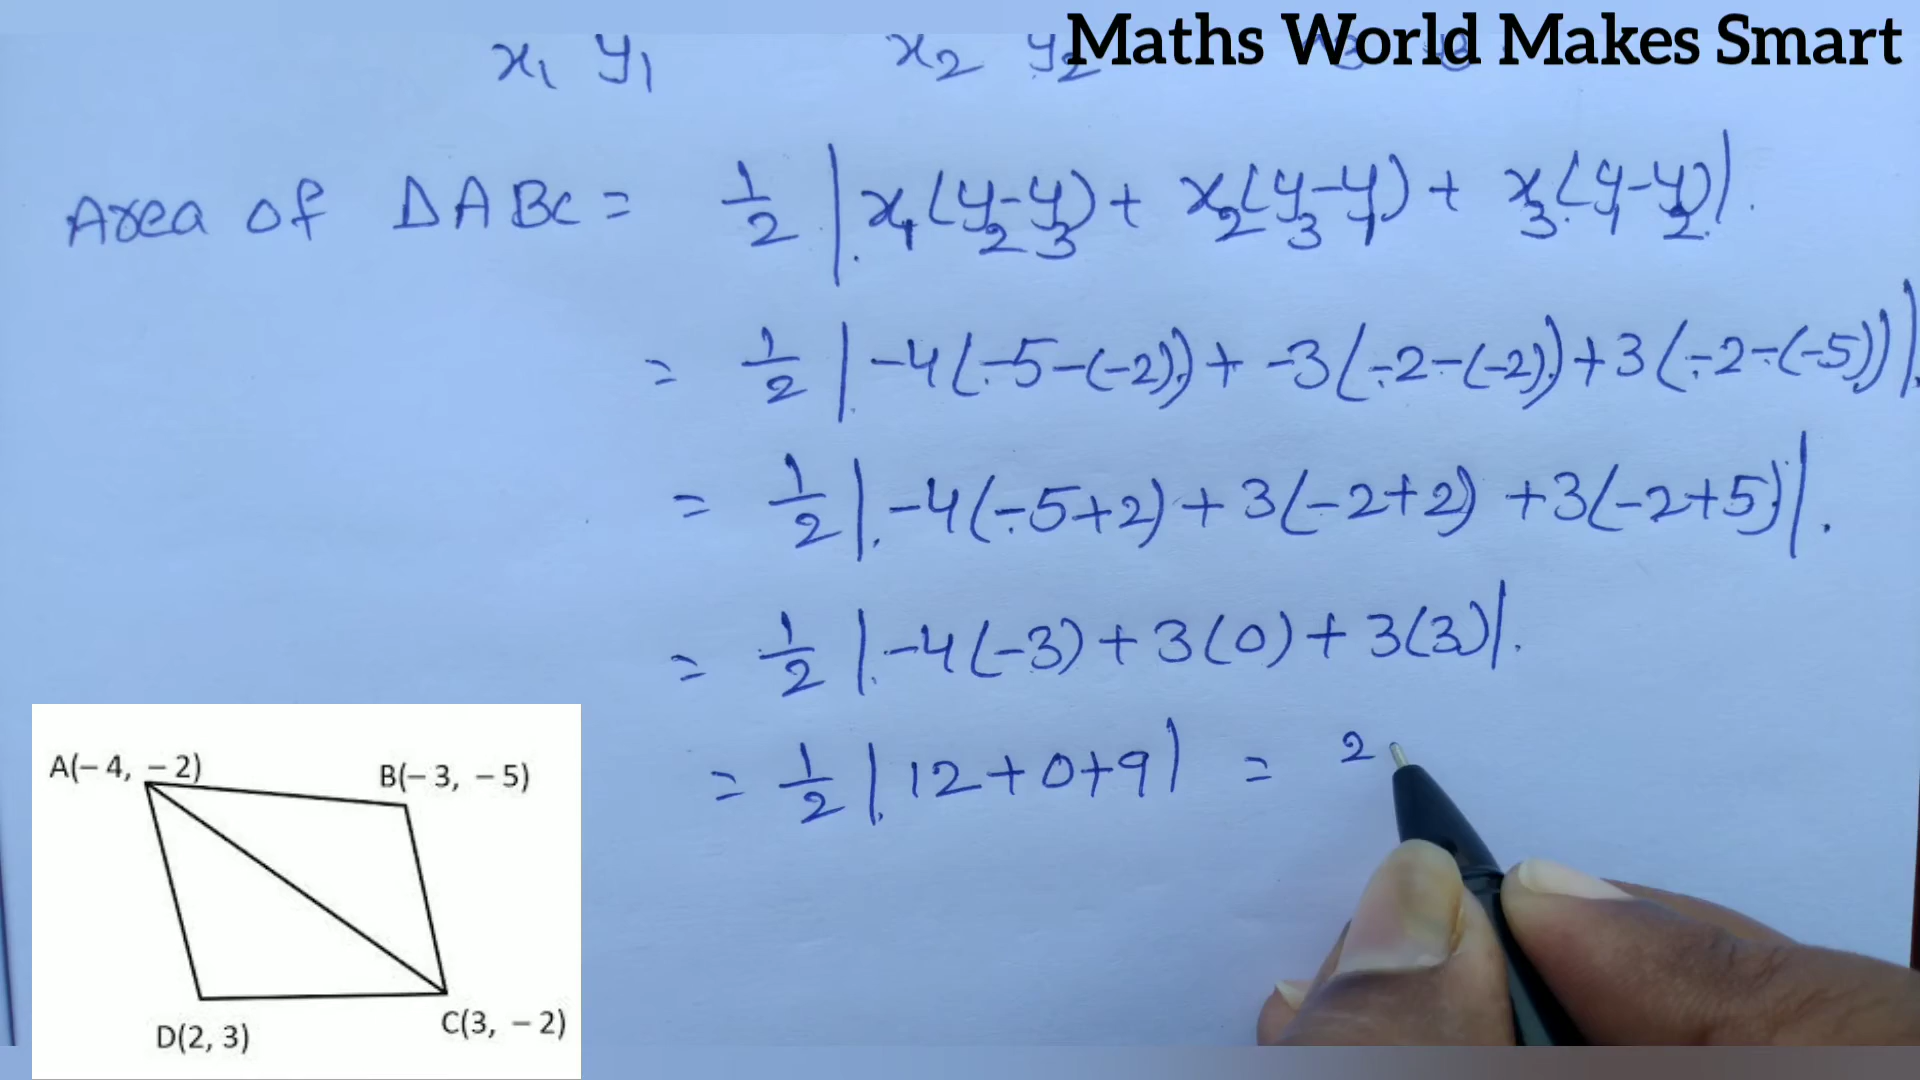 Maths World Makes Smart
x₁ y₁ x₂ y₂
Area of ΔABC = 1/2 |x₁(y₂-y₃) + x₂(y₃-y₁) + x₃(y₁-y₂)|.
= 1/2 |-4(-5-(-2)) + -3(-2-(-2)) + 3(-2-(-5))|
= 1/2 |-4(-5+2) + 3(-2+2) + 3(-2+5)|.
= 1/2 |-4(-3) + 3(0) + 3(3)|.
= 1/2 |12+0+9| = 2
A(– 4, – 2)
B(– 3, – 5)
C(3, – 2)
D(2, 3)